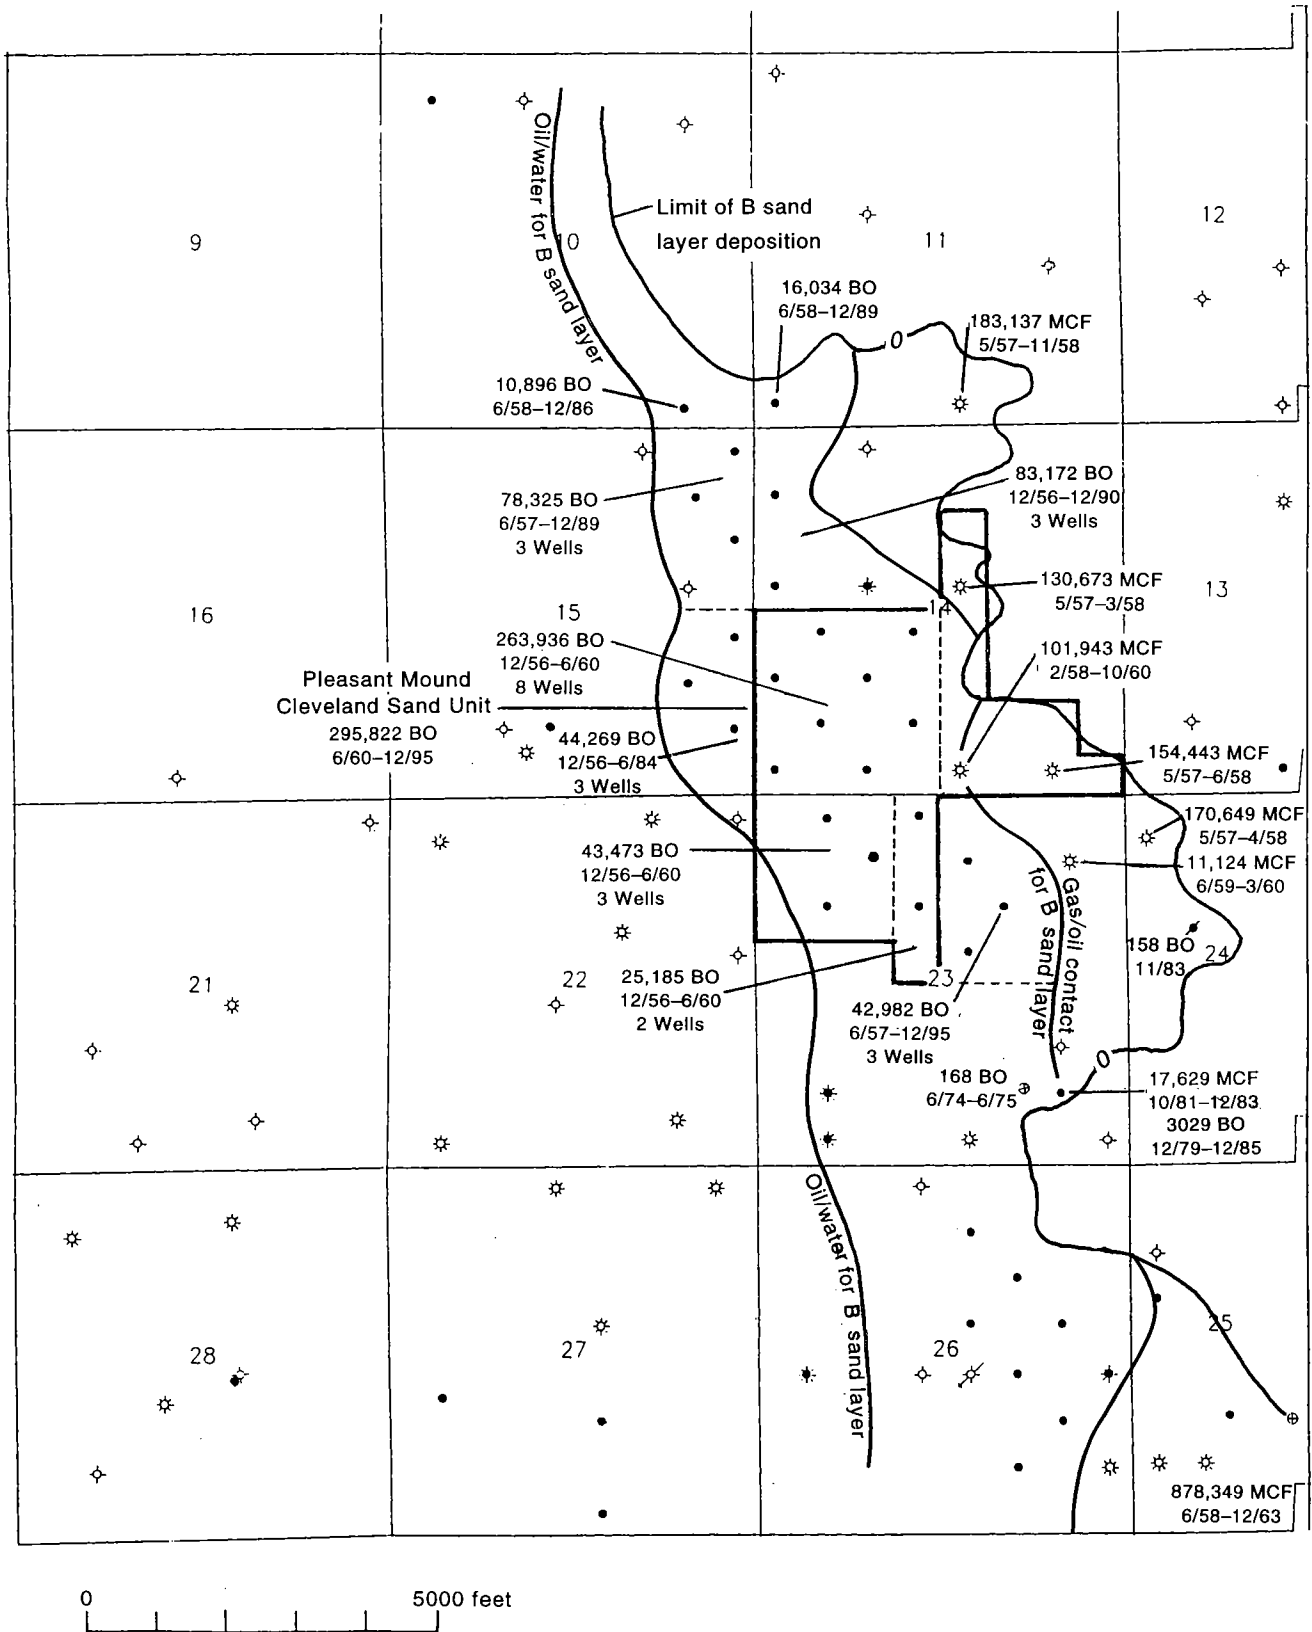 Oil/water for B sand layer
Limit of B sand
layer deposition
9
10
11
12
16,034 BO
6/58–12/89
183,137 MCF
5/57–11/58
0
10,896 BO
6/58–12/86
78,325 BO
6/57–12/89
3 Wells
83,172 BO
12/56–12/90
3 Wells
130,673 MCF
5/57–3/58
16
15
14
13
263,936 BO
12/56–6/60
8 Wells
101,943 MCF
2/58–10/60
Pleasant Mound
Cleveland Sand Unit
295,822 BO
6/60–12/95
44,269 BO
12/56–6/84
3 Wells
154,443 MCF
5/57–6/58
170,649 MCF
5/57–4/58
43,473 BO
12/56–6/60
3 Wells
11,124 MCF
6/59–3/60
Gas/oil contact
for B sand layer
158 BO
11/83
21
22
23
24
25,185 BO
12/56–6/60
2 Wells
42,982 BO
6/57–12/95
3 Wells
0
168 BO
6/74–6/75
17,629 MCF
10/81–12/83
3029 BO
12/79–12/85
Oil/water for B sand layer
28
27
26
25
878,349 MCF
6/58–12/63
0
5000 feet